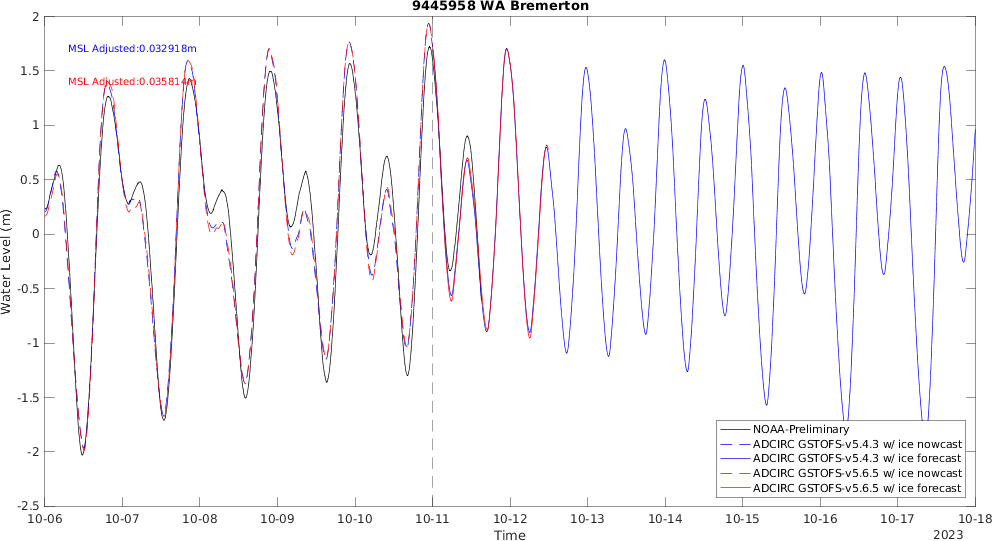 9445958 WA Bremerton
MSL Adjusted:0.032918m
MSL Adjusted:0.035814m
Water Level (m)
2
1.5
1
0.5
0
-0.5
-1
-1.5
-2
-2.5
NOAA-Preliminary
ADCIRC GSTOFS-v5.4.3 w/ ice nowcast
ADCIRC GSTOFS-v5.4.3 w/ ice forecast
ADCIRC GSTOFS-v5.6.5 w/ ice nowcast
ADCIRC GSTOFS-v5.6.5 w/ ice forecast
10-06 10-07 10-08 10-09 10-10 10-11 10-12 10-13 10-14 10-15 10-16 10-17 10-18
Time
2023